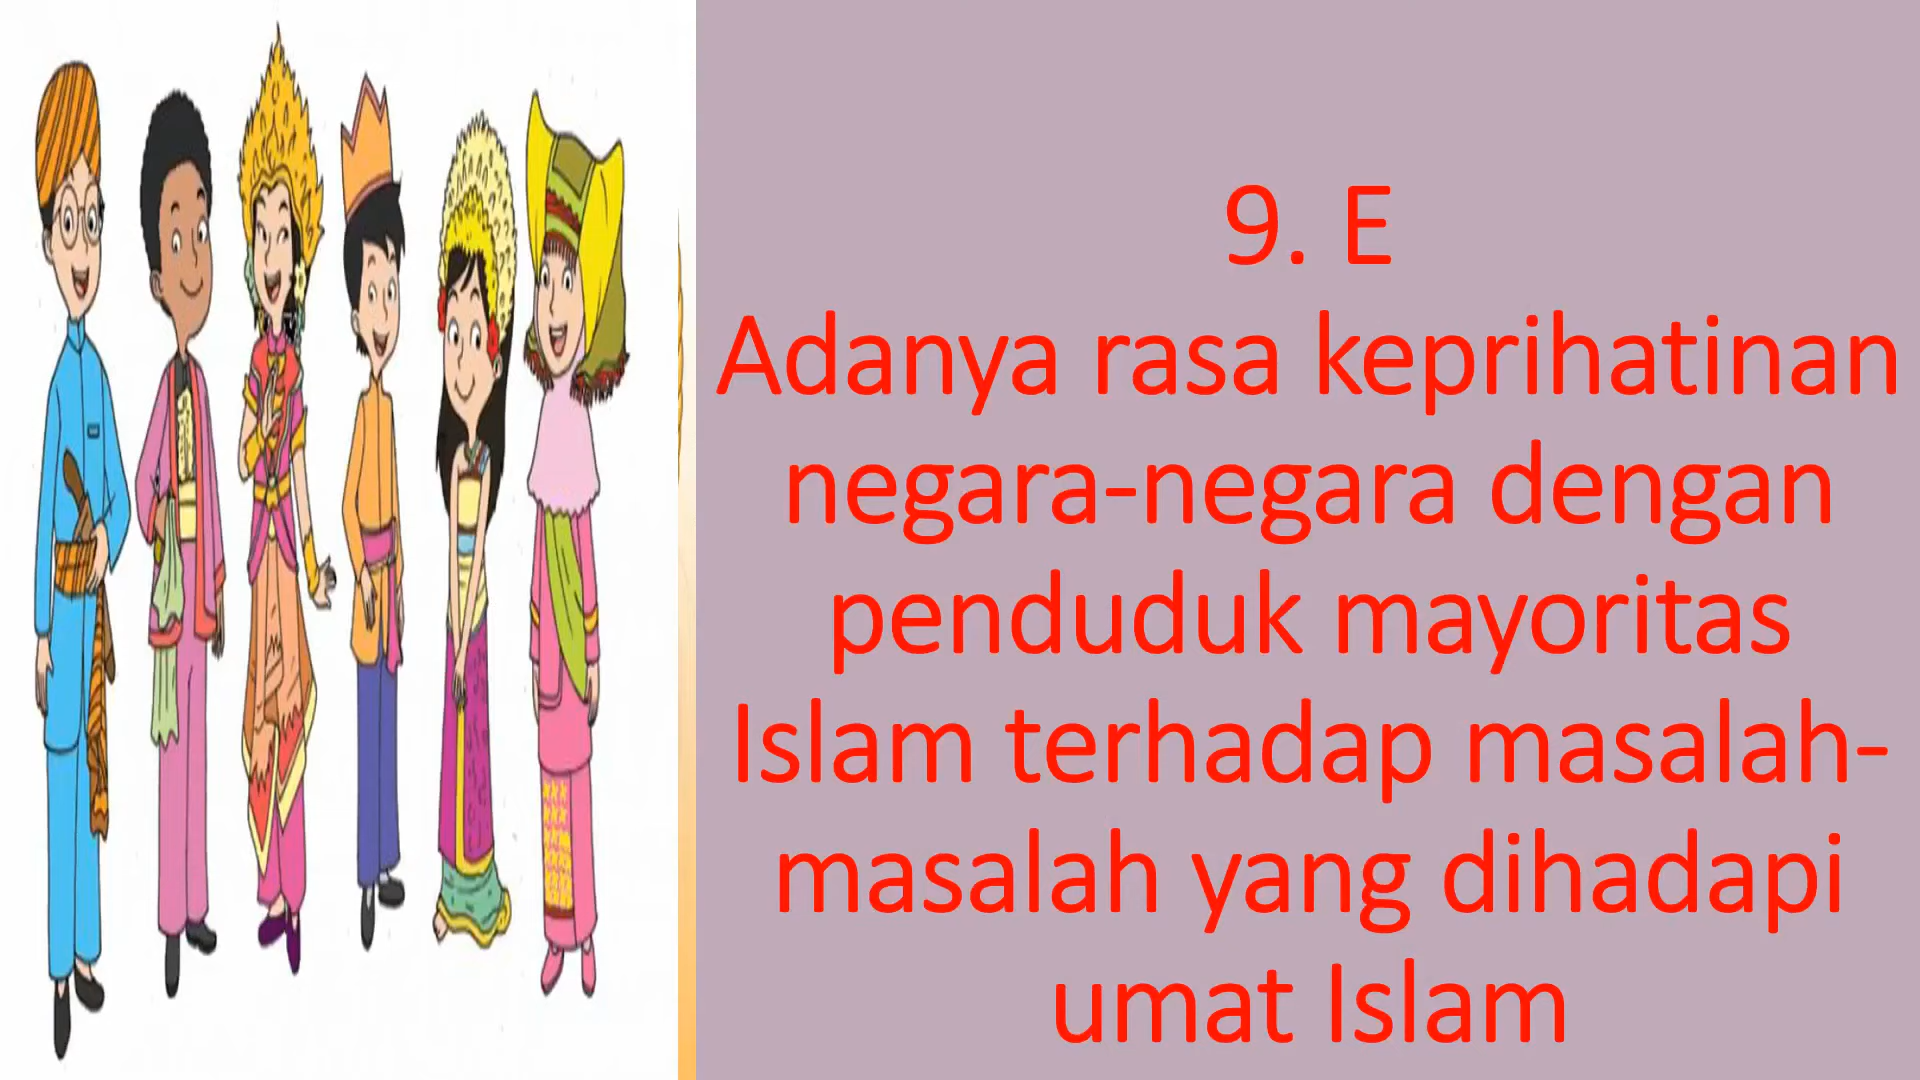 9. E
Adanya rasa keprihatinan
negara-negara dengan
penduduk mayoritas
Islam terhadap masalah-
masalah yang dihadapi
umat Islam